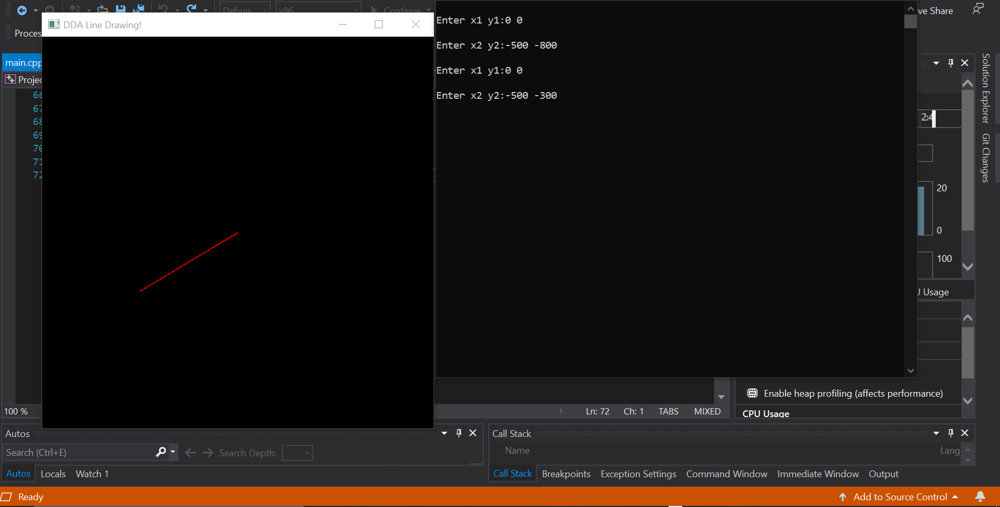 Debug x86 Continue ve Share
DDA Line Drawing!
Proces
main.cpp
Projec
66
67
68
69
70
71
72
Enter x1 y1:0 0
Enter x2 y2:-500 -800
Enter x1 y1:0 0
Enter x2 y2:-500 -300
Solution Explorer
Git Changes
2:4
20
0
100
U Usage
Enable heap profiling (affects performance)
CPU Usage
100 %
Ln: 72 Ch: 1 TABS MIXED
Autos
Search (Ctrl+E) Search Depth:
Autos Locals Watch 1
Call Stack
Name Lang
Call Stack Breakpoints Exception Settings Command Window Immediate Window Output
Ready Add to Source Control